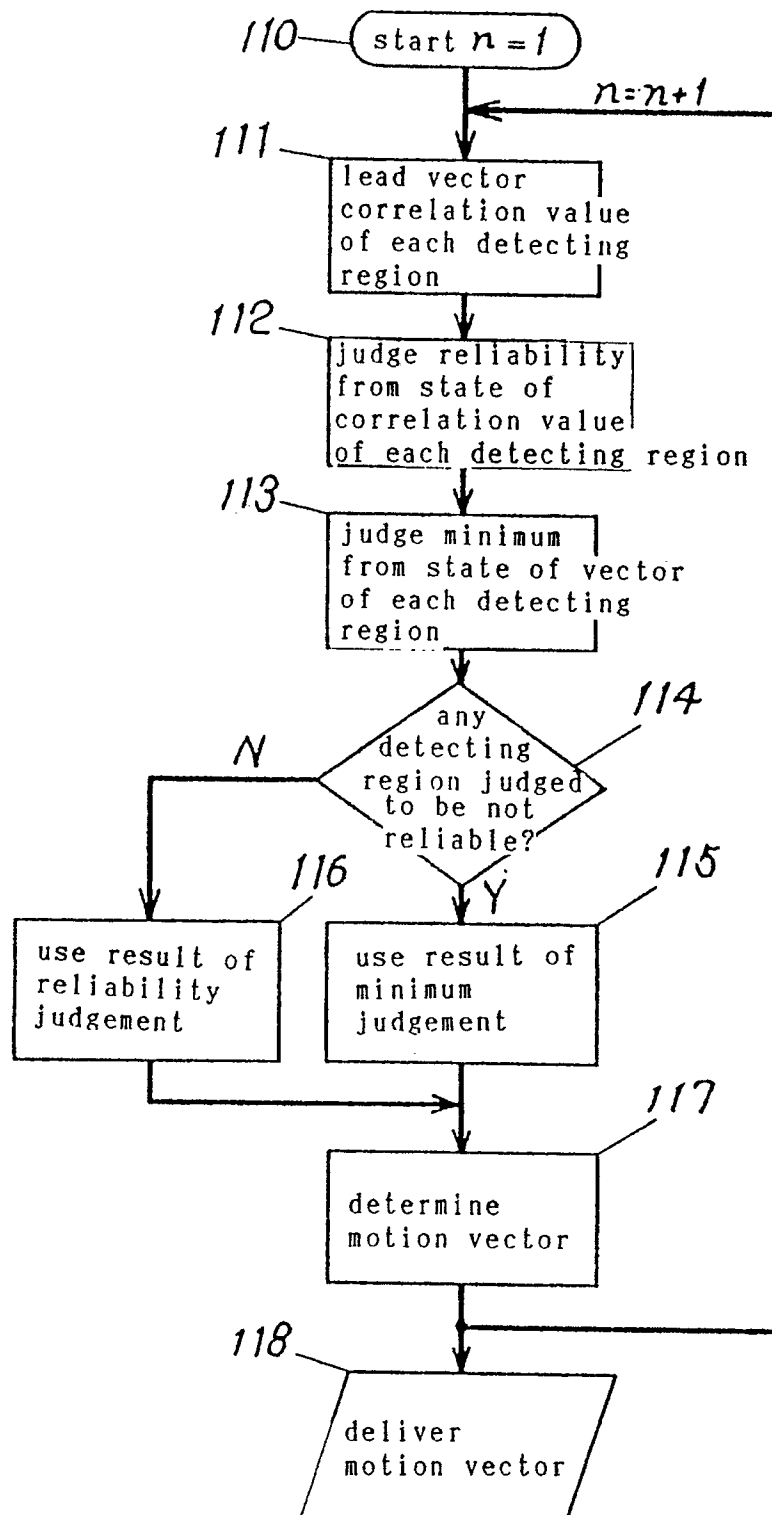 110
start n = 1
n=n+1
111
lead vector
correlation value
of each detecting
region
112
judge reliability
from state of
correlation value
of each detecting region
113
judge minimum
from state of vector
of each detecting
region
114
any
detecting
region judged
to be not
reliable?
N
Y
116
use result of
reliability
judgement
115
use result of
minimum
judgement
117
determine
motion vector
118
deliver
motion vector